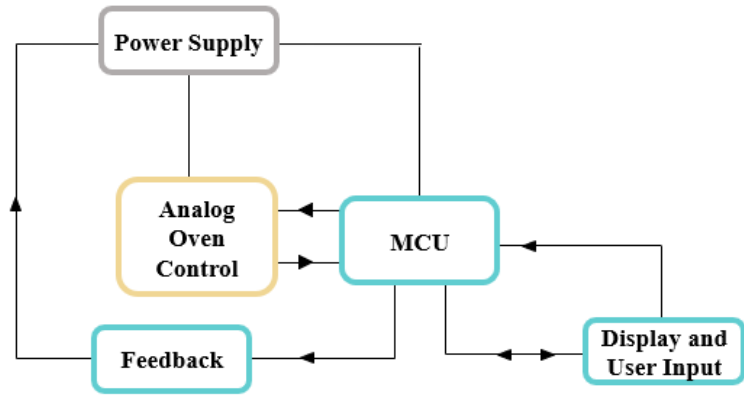 Power Supply
Analog
Oven
Control
MCU
Feedback
Display and
User Input